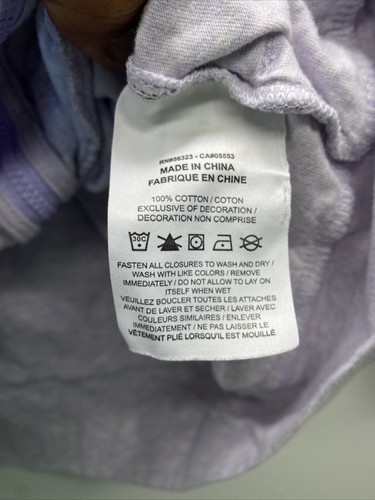 RN#56323 - CA#05553
MADE IN CHINA
FABRIQUE EN CHINE
100% COTTON / COTON
EXCLUSIVE OF DECORATION /
DECORATION NON COMPRISE
30C
FASTEN ALL CLOSURES TO WASH AND DRY /
WASH WITH LIKE COLORS / REMOVE
IMMEDIATELY / DO NOT ALLOW TO LAY ON
ITSELF WHEN WET
VEUILLEZ BOUCLER TOUTES LES ATTACHES
AVANT DE LAVER ET SECHER / LAVER AVEC
COULEURS SIMILAIRES / ENLEVER
IMMEDIATEMENT / NE PAS LAISSER LE
VÊTEMENT PLIÉ LORSQU'IL EST MOUILLÉ